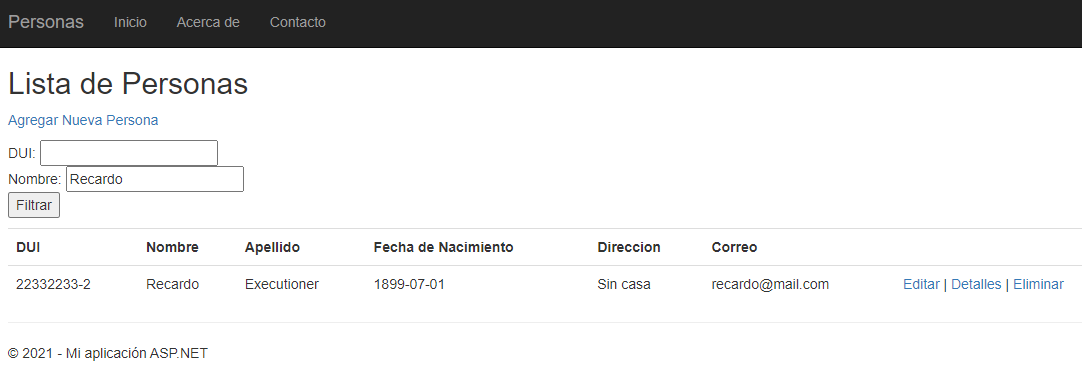 Personas Inicio Acerca de Contacto
Lista de Personas
Agregar Nueva Persona
DUI:
Nombre: Recardo
Filtrar
DUI Nombre Apellido Fecha de Nacimiento Direccion Correo
22332233-2 Recardo Executioner 1899-07-01 Sin casa recardo@mail.com Editar | Detalles | Eliminar
© 2021 - Mi aplicación ASP.NET